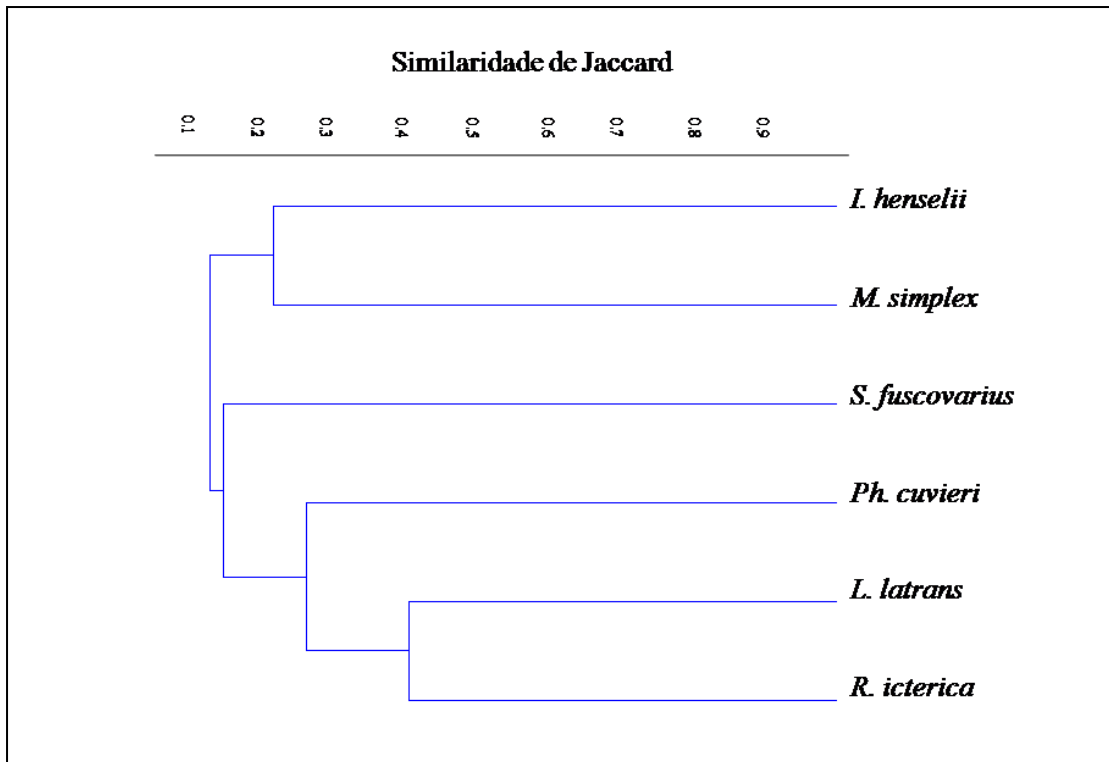 Similaridade de Jaccard
0.1 0.2 0.3 0.4 0.5 0.6 0.7 0.8 0.9
I. henselii
M. simplex
S. fuscovarius
Ph. cuvieri
L. latrans
R. icterica